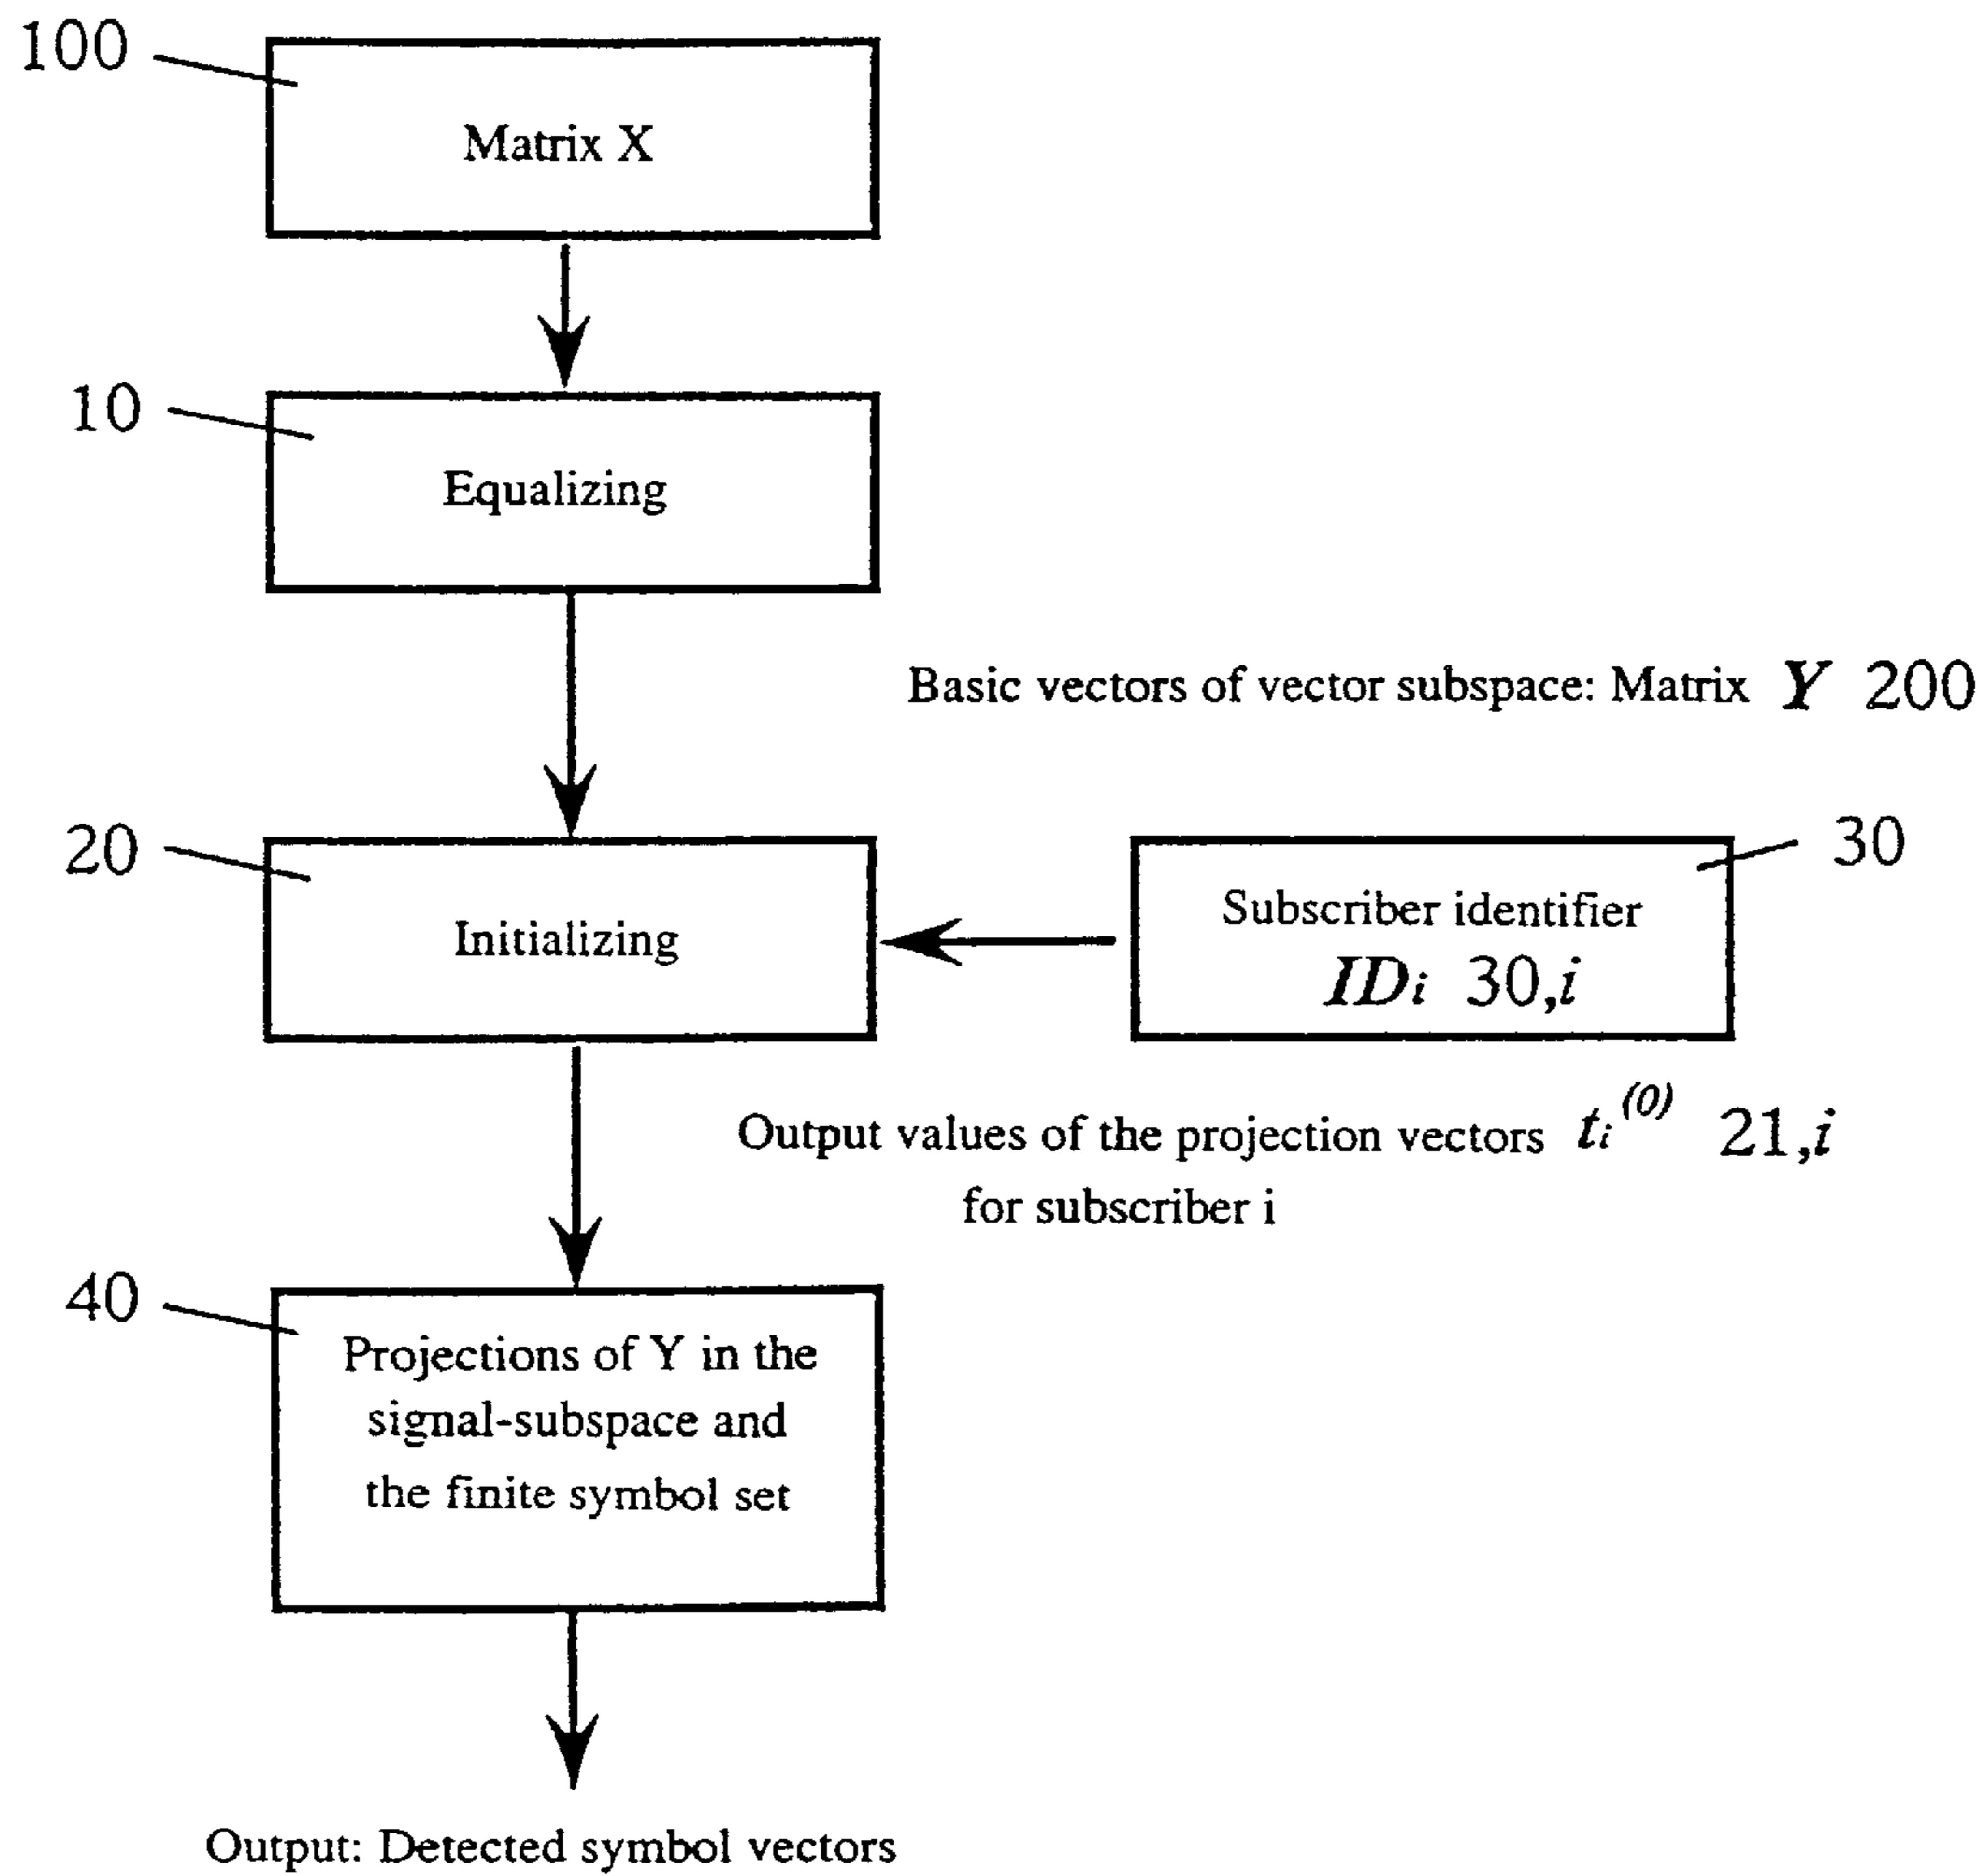 100
Matrix X
10
Equalizing
Basic vectors of vector subspace: Matrix Y 200
20
30
Subscriber identifier
Initializing
IDi 30,i
Output values of the projection vectors ti(0) 21,i
for subscriber i
40
Projections of Y in the
signal-subspace and
the finite symbol set
Output: Detected symbol vectors